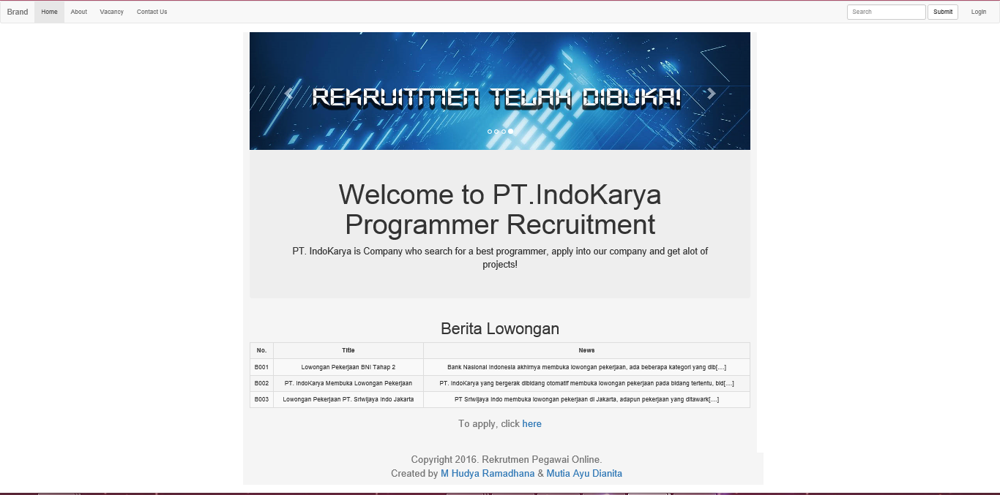 Brand Home About Vacancy Contact Us Search Submit Login
REKRUITMEN TELAH DIBUKA!
Welcome to PT.IndoKarya
Programmer Recruitment
PT. IndoKarya is Company who search for a best programmer, apply into our company and get alot of
projects!
Berita Lowongan
No. Title News
B001 Lowongan Pekerjaan BNI Tahap 2 Bank Nasional Indonesia akhirnya membuka lowongan pekerjaan, ada beberapa kategori yang dib[....]
B002 PT. IndoKarya Membuka Lowongan Pekerjaan PT. IndoKarya yang bergerak dibidang otomatif membuka lowongan pekerjaan pada bidang tertentu, bid[....]
B003 Lowongan Pekerjaan PT. Sriwijaya Indo Jakarta PT Sriwijaya Indo membuka lowongan pekerjaan di Jakarta, adapun pekerjaan yang ditawark[....]
To apply, click here
Copyright 2016. Rekrutmen Pegawai Online.
Created by M Hudya Ramadhana & Mutia Ayu Dianita